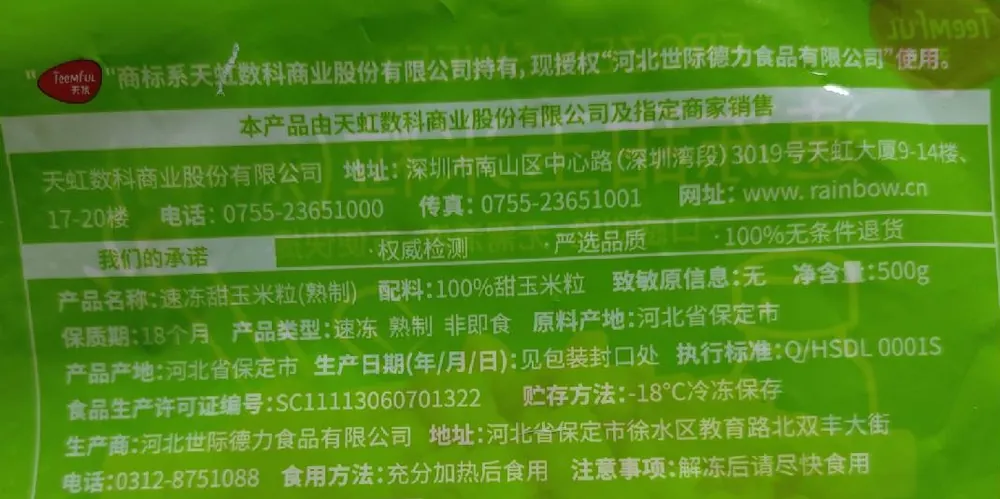 "TeemFuL 天优"商标系天虹数科商业股份有限公司持有,现授权"河北世际德力食品有限公司"使用。
本产品由天虹数科商业股份有限公司及指定商家销售
天虹数科商业股份有限公司 地址:深圳市南山区中心路(深圳湾段)3019号天虹大厦9-14楼、
17-20楼 电话:0755-23651000 传真:0755-23651001 网址:www.rainbow.cn
我们的承诺 ·权威检测 ·严选品质 ·100%无条件退货
产品名称:速冻甜玉米粒(熟制) 配料:100%甜玉米粒 致敏原信息:无 净含量:500g
保质期:18个月 产品类型:速冻 熟制 非即食 原料产地:河北省保定市
产品产地:河北省保定市 生产日期(年/月/日):见包装封口处 执行标准:Q/HSDL 0001S
食品生产许可证编号:SC11113060701322 贮存方法:-18°C冷冻保存
生产商:河北世际德力食品有限公司 地址:河北省保定市徐水区教育路北双丰大街
电话:0312-8751088 食用方法:充分加热后食用 注意事项:解冻后请尽快食用